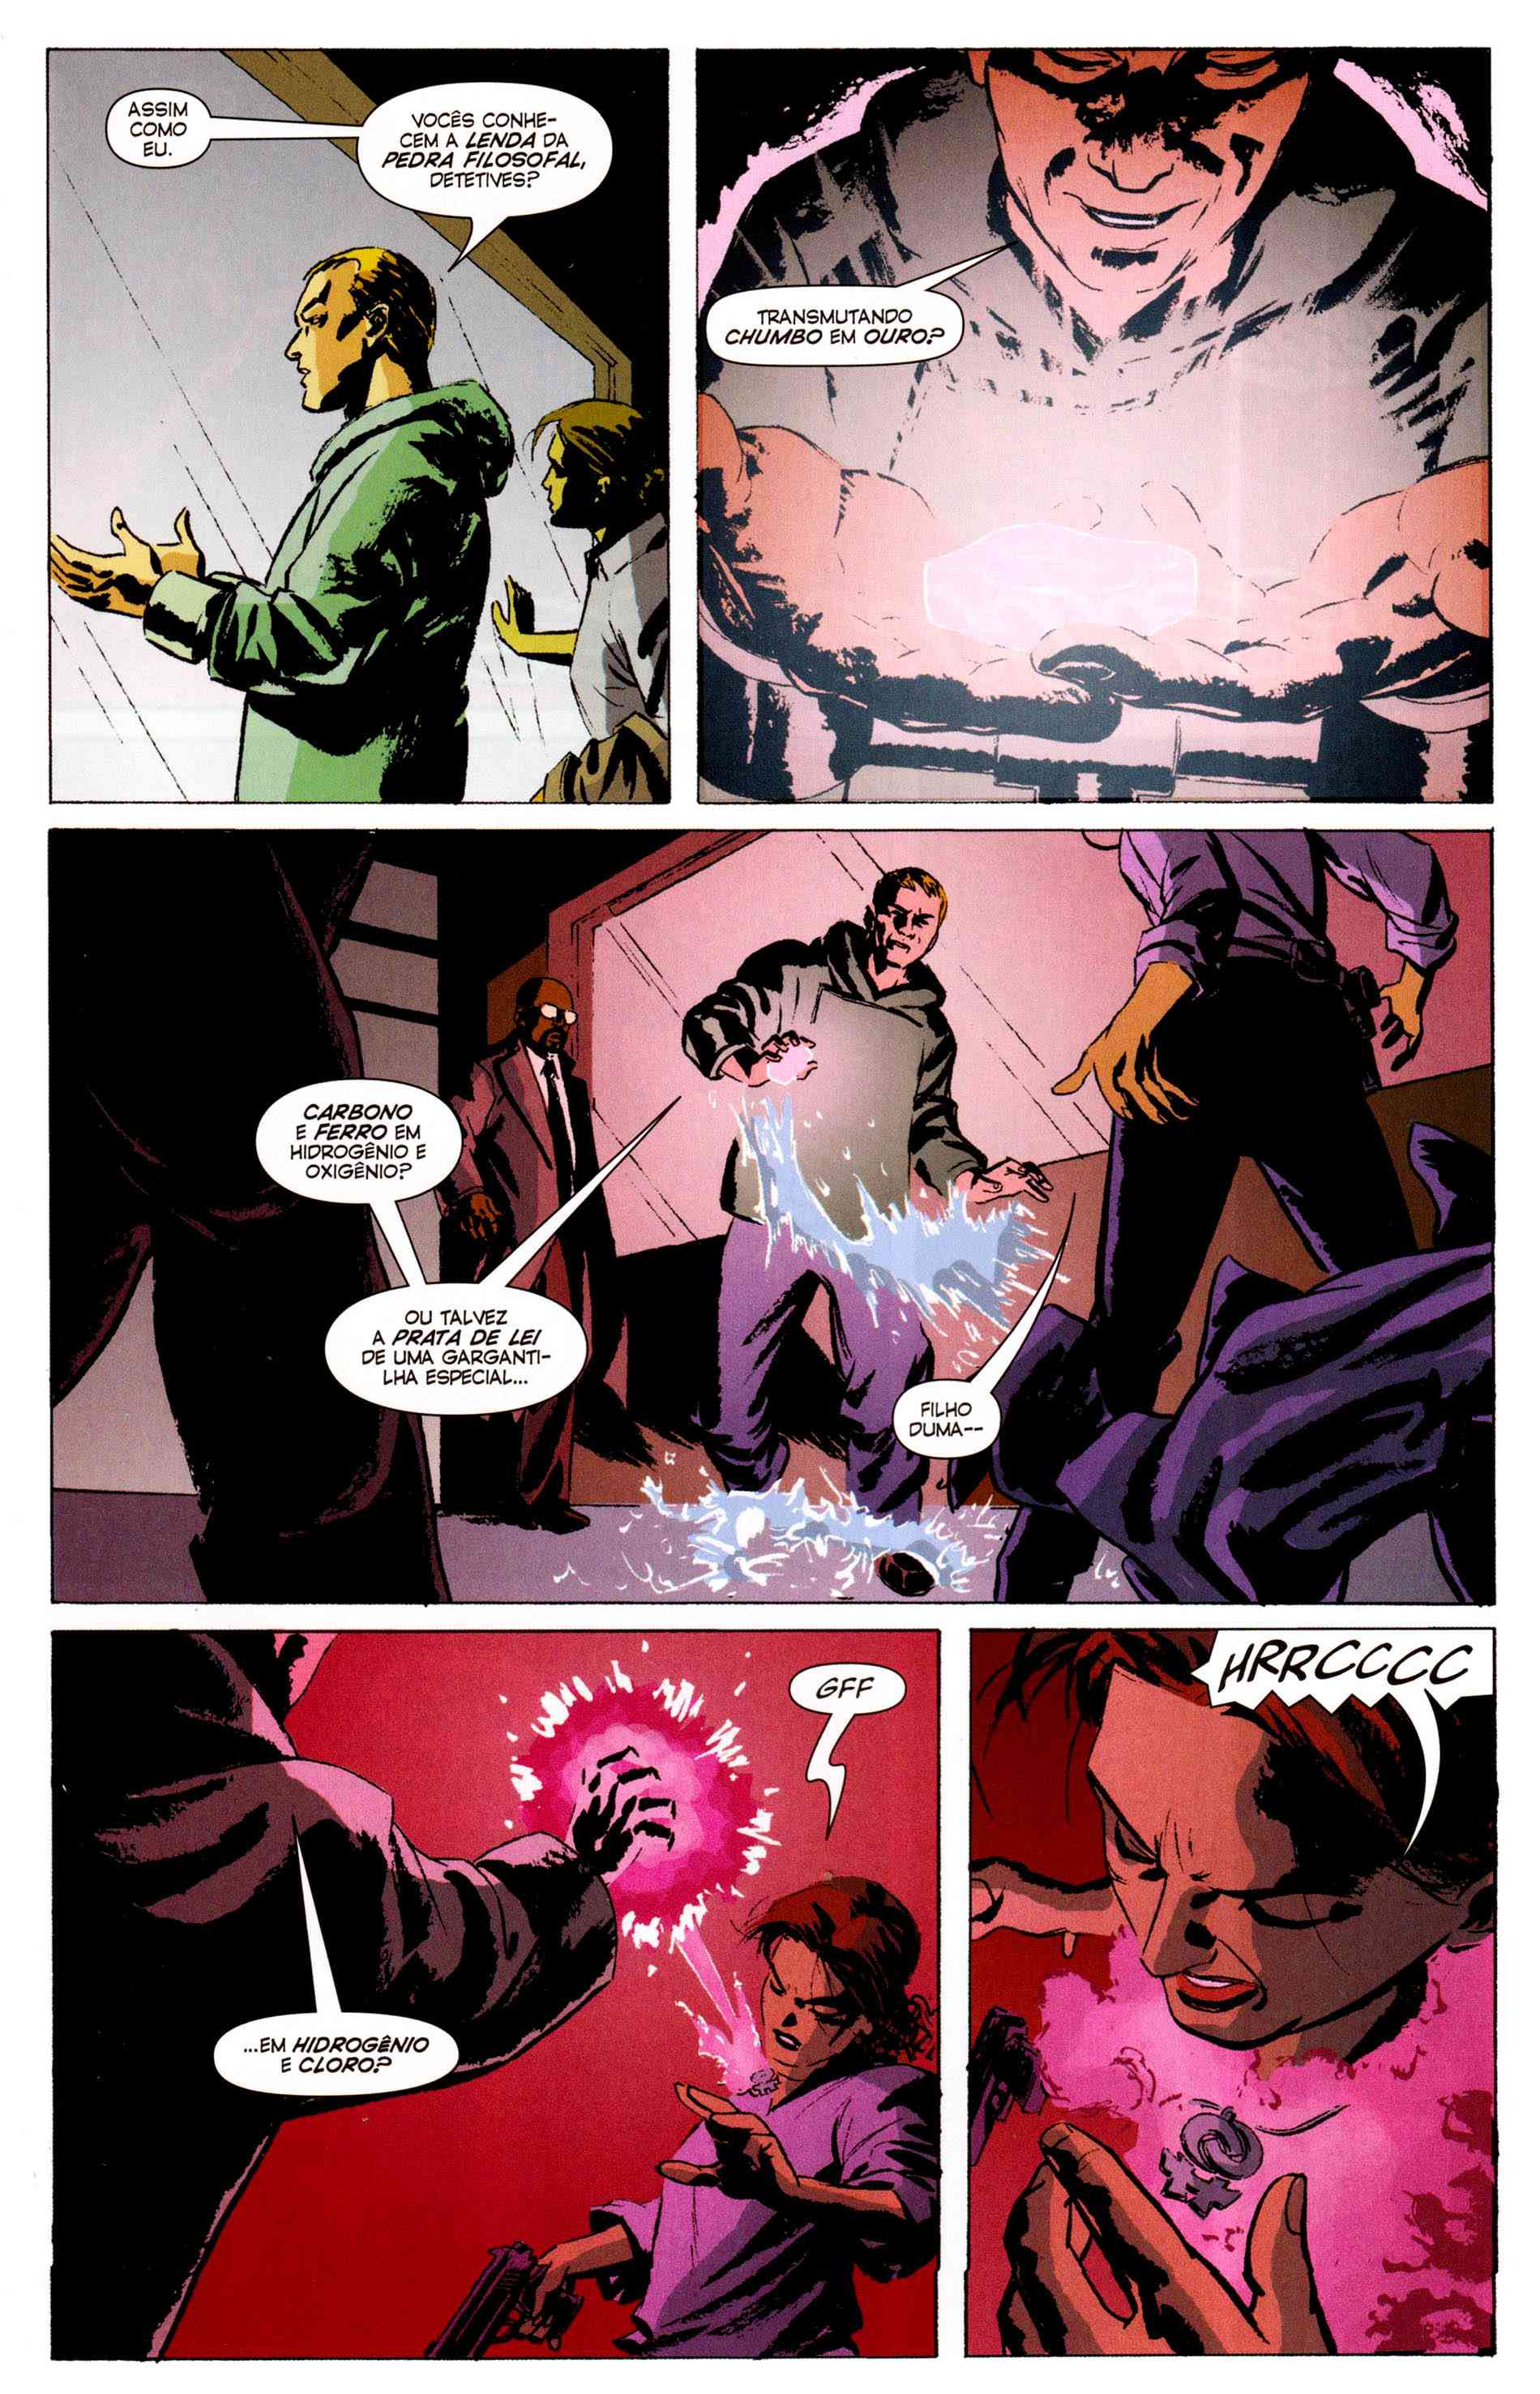 ASSIM
COMO
EU.
VOCÊS CONHE-
CEM A LENDA DA
PEDRA FILOSOFAL,
DETETIVES?
TRANSMUTANDO
CHUMBO EM OURO?
CARBONO
E FERRO EM
HIDROGÊNIO E
OXIGÊNIO?
OU TALVEZ
A PRATA DE LEI
DE UMA GARGANTI-
LHA ESPECIAL...
FILHO
DUMA--
GFF
...EM HIDROGÊNIO
E CLORO?
HRRCCCC